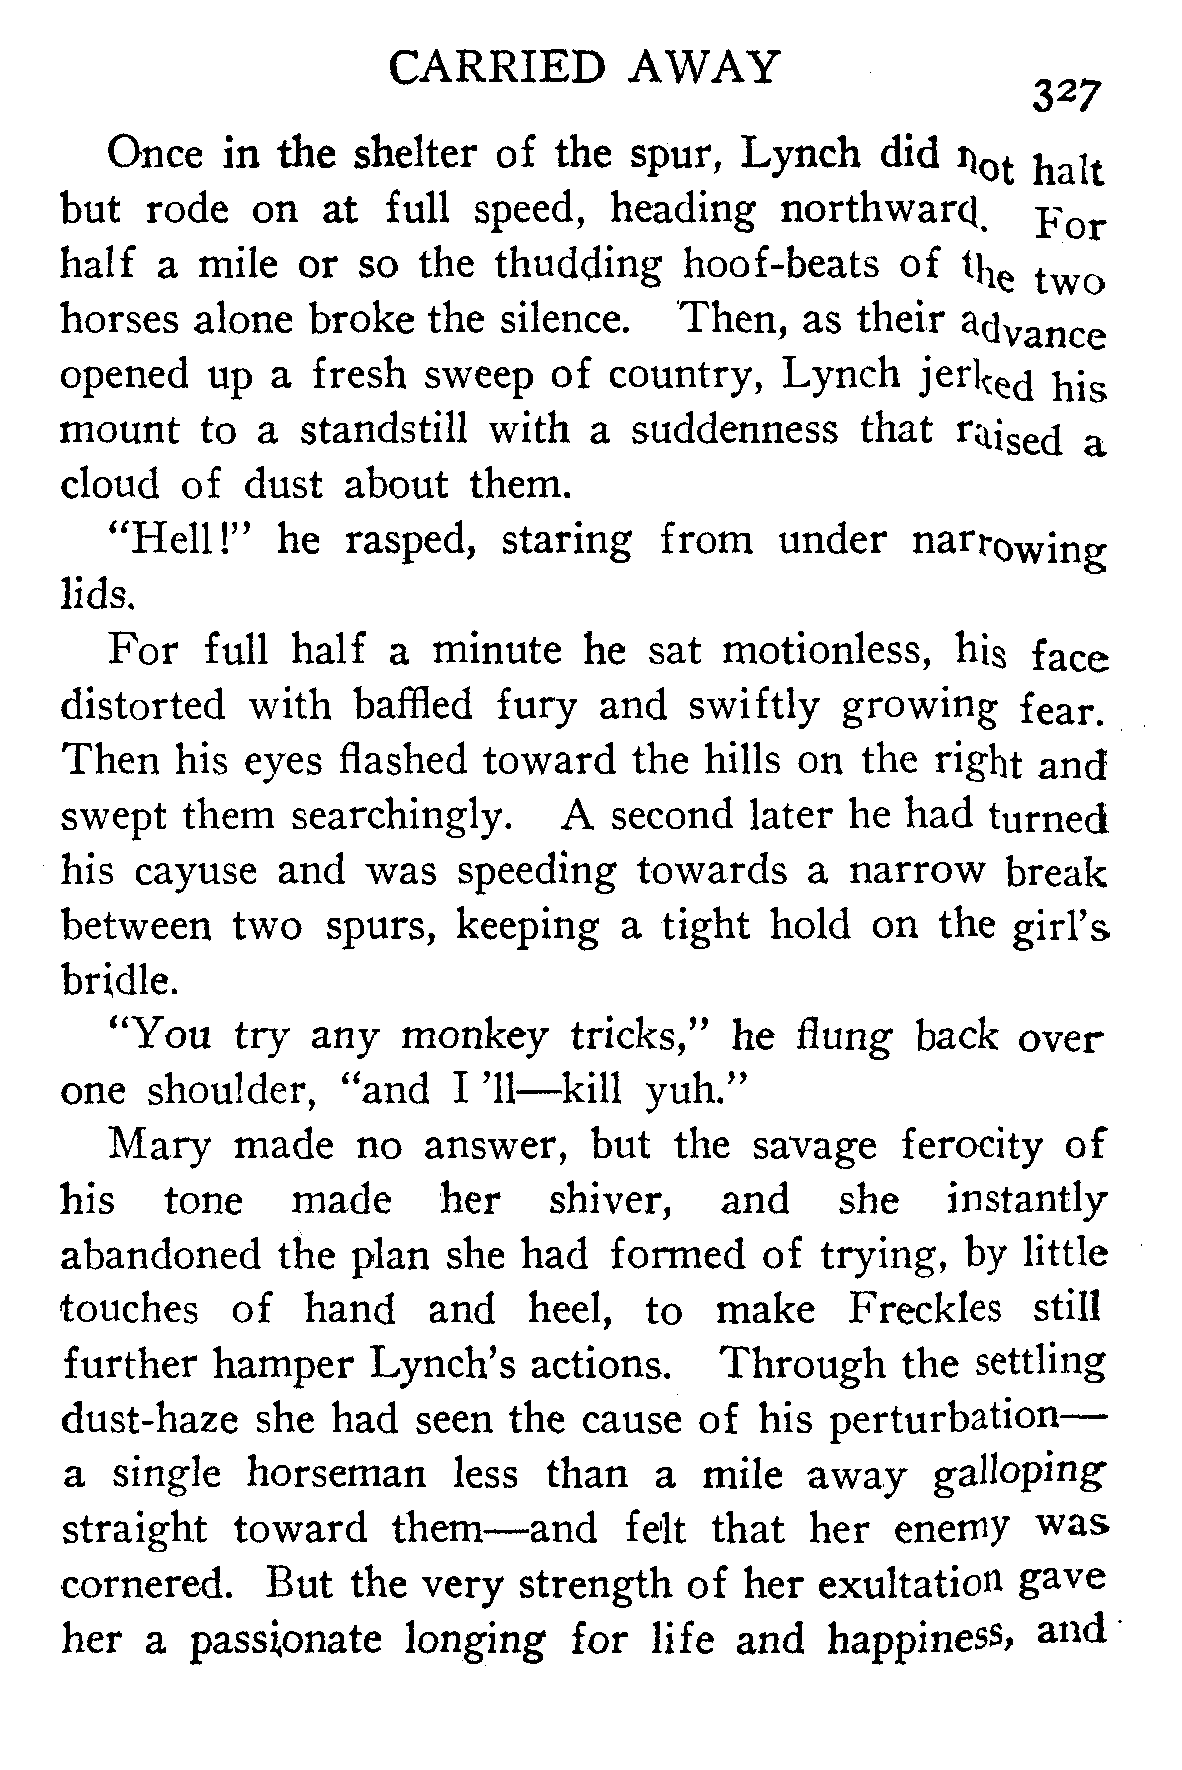 CARRIED AWAY
327
Once in the shelter of the spur, Lynch did not halt
but rode on at full speed, heading northward. For
half a mile or so the thudding hoof-beats of the two
horses alone broke the silence. Then, as their advance
opened up a fresh sweep of country, Lynch jerked his
mount to a standstill with a suddenness that raised a
cloud of dust about them.
“Hell!” he rasped, staring from under narrowing
lids.
For full half a minute he sat motionless, his face
distorted with baffled fury and swiftly growing fear.
Then his eyes flashed toward the hills on the right and
swept them searchingly. A second later he had turned
his cayuse and was speeding towards a narrow break
between two spurs, keeping a tight hold on the girl’s
bridle.
“You try any monkey tricks,” he flung back over
one shoulder, “and I ’ll—kill yuh.”
Mary made no answer, but the savage ferocity of
his tone made her shiver, and she instantly
abandoned the plan she had formed of trying, by little
touches of hand and heel, to make Freckles still
further hamper Lynch’s actions. Through the settling
dust-haze she had seen the cause of his perturbation—
a single horseman less than a mile away galloping
straight toward them—and felt that her enemy was
cornered. But the very strength of her exultation gave
her a passionate longing for life and happiness, and